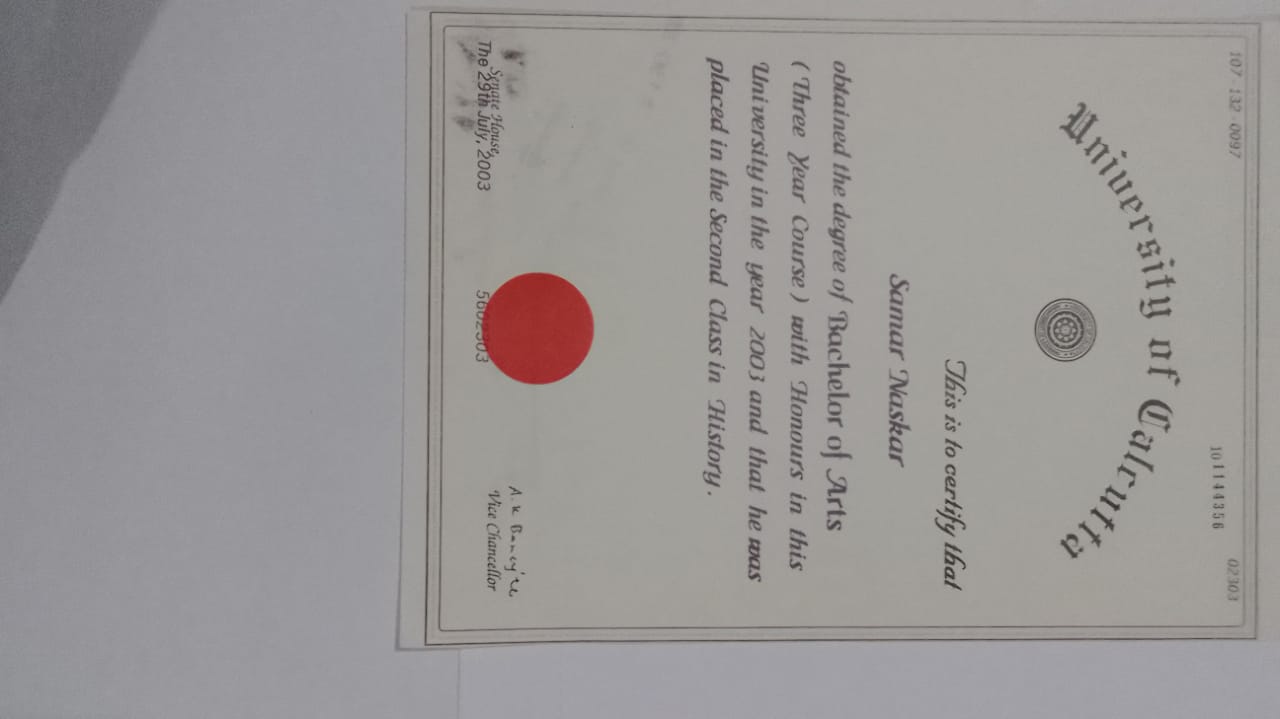 107 - 132 - 0097
02303
101144356
University of Calcutta
This is to certify that
Samar Naskar
obtained the degree of Bachelor of Arts
(Three Year Course) with Honours in this
University in the year 2003 and that he was
placed in the Second Class in History.
Senate House,
The 29th July, 2003
Vice Chancellor